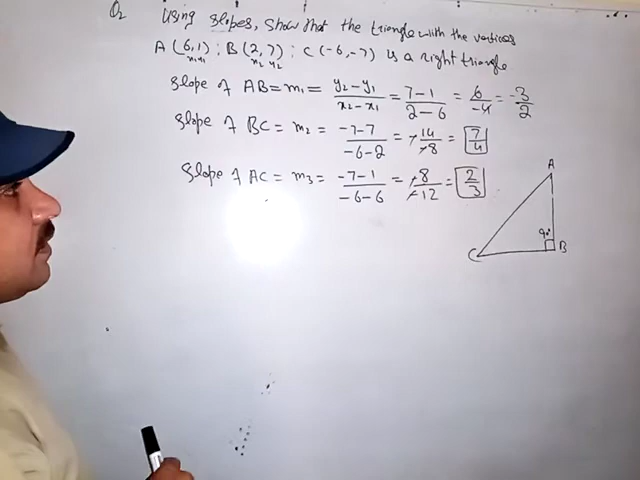 Q2 Using slopes, show that the triangle with the vertices
A (6,1) ; B (2,7) ; C (-6,-7) is a right triangle
x1 y1 x2 y2
Slope of AB = m1 = y2-y1/x2-x1 = 7-1/2-6 = 6/-4 = -3/2
Slope of BC = m2 = -7-7/-6-2 = -14/-8 = 7/4
Slope of AC = m3 = -7-1/-6-6 = -8/-12 = 2/3
A
90°
C B